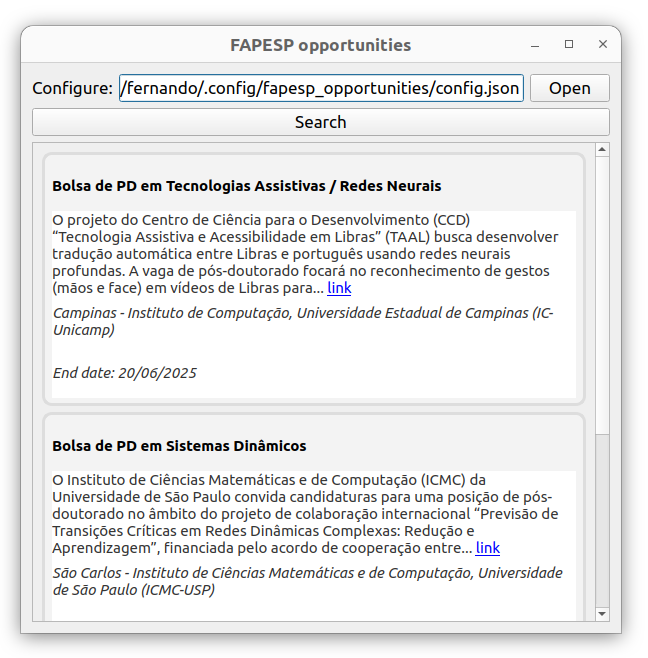 FAPESP opportunities
Configure: /fernando/.config/fapesp_opportunities/config.json Open
Search
Bolsa de PD em Tecnologias Assistivas / Redes Neurais
O projeto do Centro de Ciência para o Desenvolvimento (CCD)
“Tecnologia Assistiva e Acessibilidade em Libras” (TAAL) busca desenvolver
tradução automática entre Libras e português usando redes neurais
profundas. A vaga de pós-doutorado focará no reconhecimento de gestos
(mãos e face) em vídeos de Libras para... link
Campinas - Instituto de Computação, Universidade Estadual de Campinas (IC-
Unicamp)
End date: 20/06/2025
Bolsa de PD em Sistemas Dinâmicos
O Instituto de Ciências Matemáticas e de Computação (ICMC) da
Universidade de São Paulo convida candidaturas para uma posição de pós-
doutorado no âmbito do projeto de colaboração internacional “Previsão de
Transições Críticas em Redes Dinâmicas Complexas: Redução e
Aprendizagem”, financiada pelo acordo de cooperação entre... link
São Carlos - Instituto de Ciências Matemáticas e de Computação, Universidade
de São Paulo (ICMC-USP)